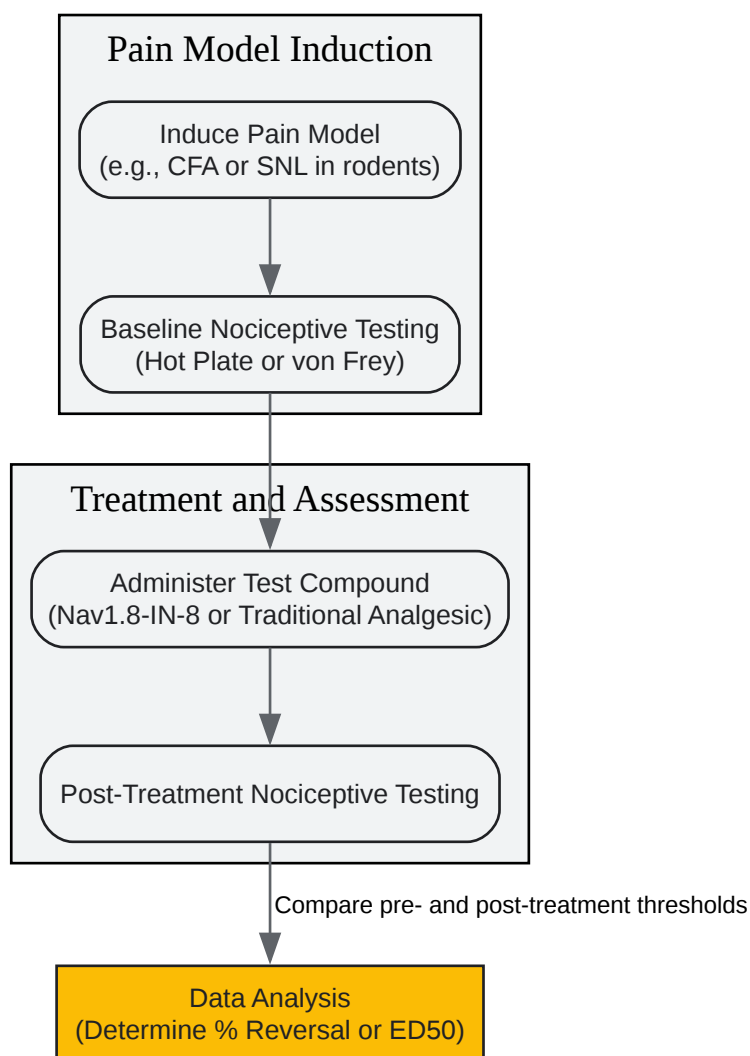 Pain Model Induction
Induce Pain Model
(e.g., CFA or SNL in rodents)
Baseline Nociceptive Testing
(Hot Plate or von Frey)
Treatment and Assessment
Administer Test Compound
(Nav1.8-IN-8 or Traditional Analgesic)
Post-Treatment Nociceptive Testing
Compare pre- and post-treatment thresholds
Data Analysis
(Determine % Reversal or ED50)